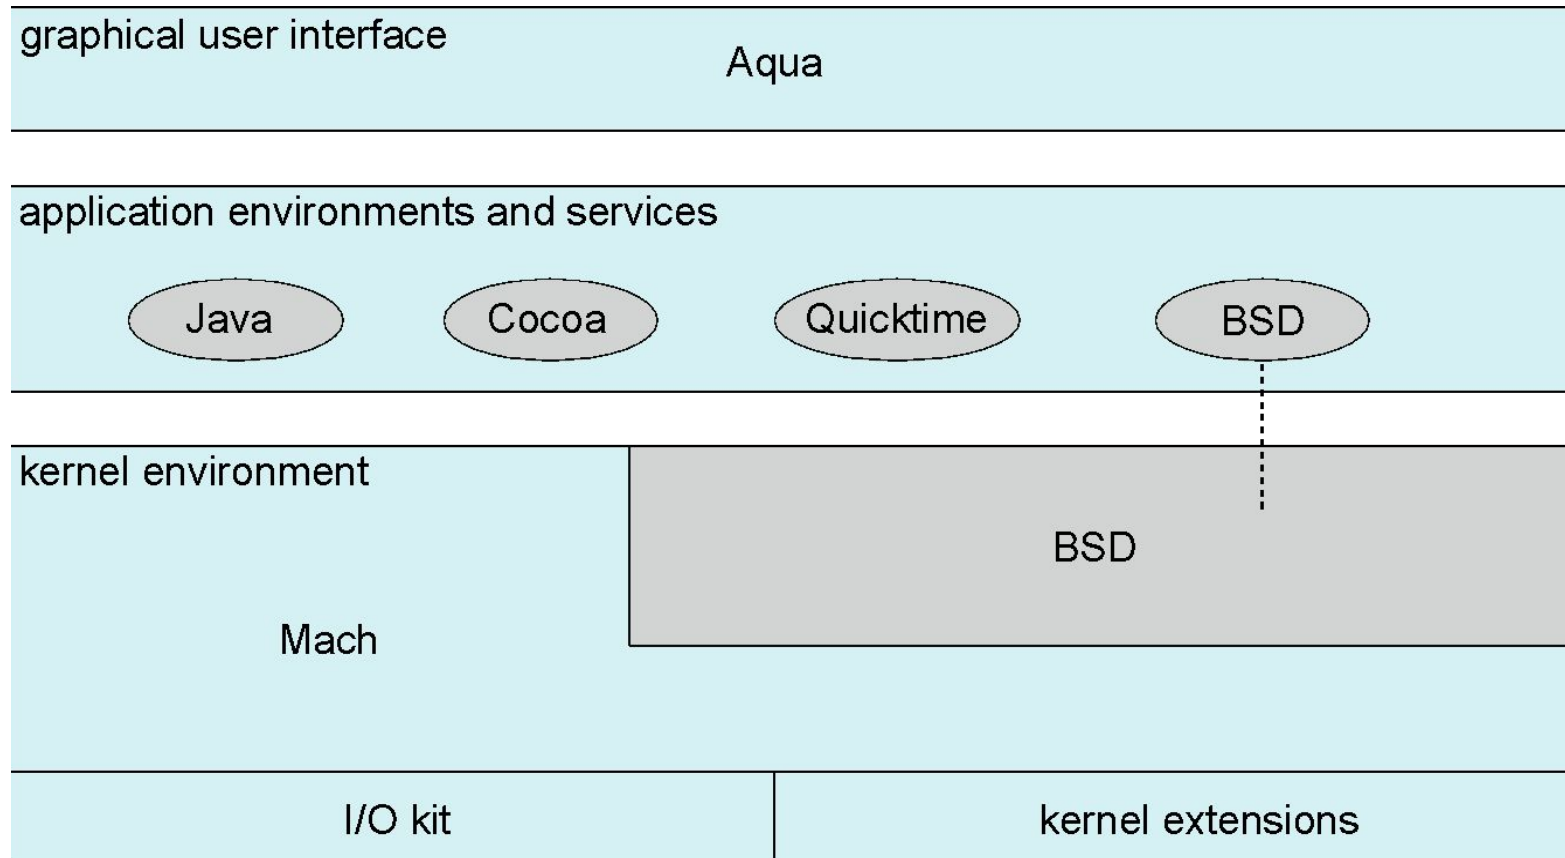 graphical user interface
Aqua
application environments and services
Java
Cocoa
Quicktime
BSD
kernel environment
BSD
Mach
I/O kit
kernel extensions